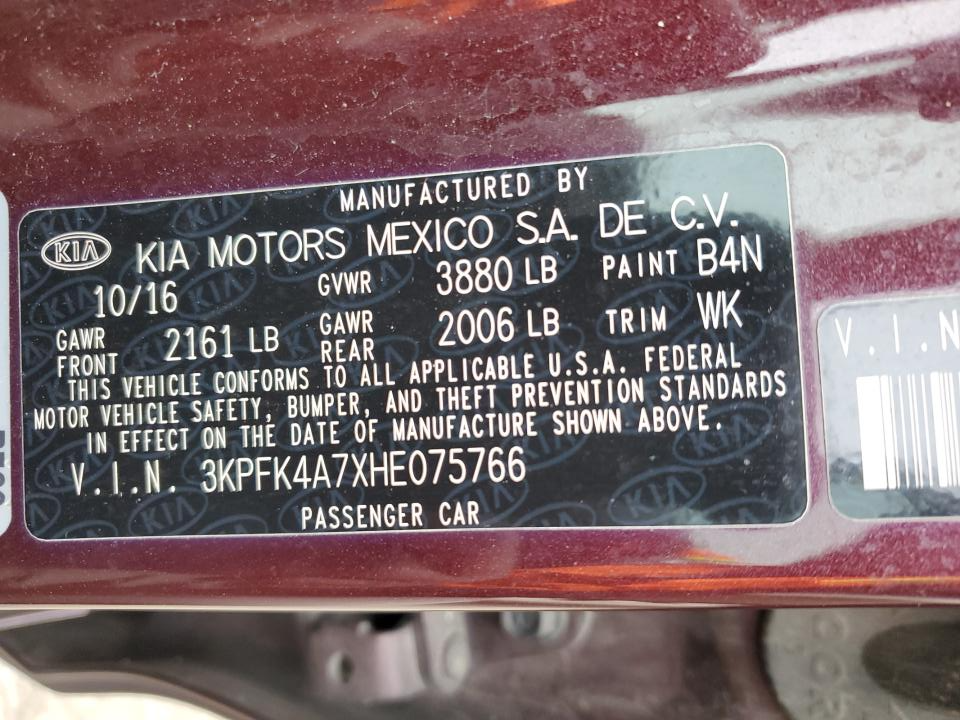 MANUFACTURED BY
KIA KIA MOTORS MEXICO S.A. DE C.V.
10/16 GVWR 3880 LB PAINT B4N
GAWR FRONT 2161 LB GAWR REAR 2006 LB TRIM WK
THIS VEHICLE CONFORMS TO ALL APPLICABLE U.S.A. FEDERAL
MOTOR VEHICLE SAFETY, BUMPER, AND THEFT PREVENTION STANDARDS
IN EFFECT ON THE DATE OF MANUFACTURE SHOWN ABOVE.
V.I.N. 3KPFK4A7XHE075766
PASSENGER CAR
V.I.N